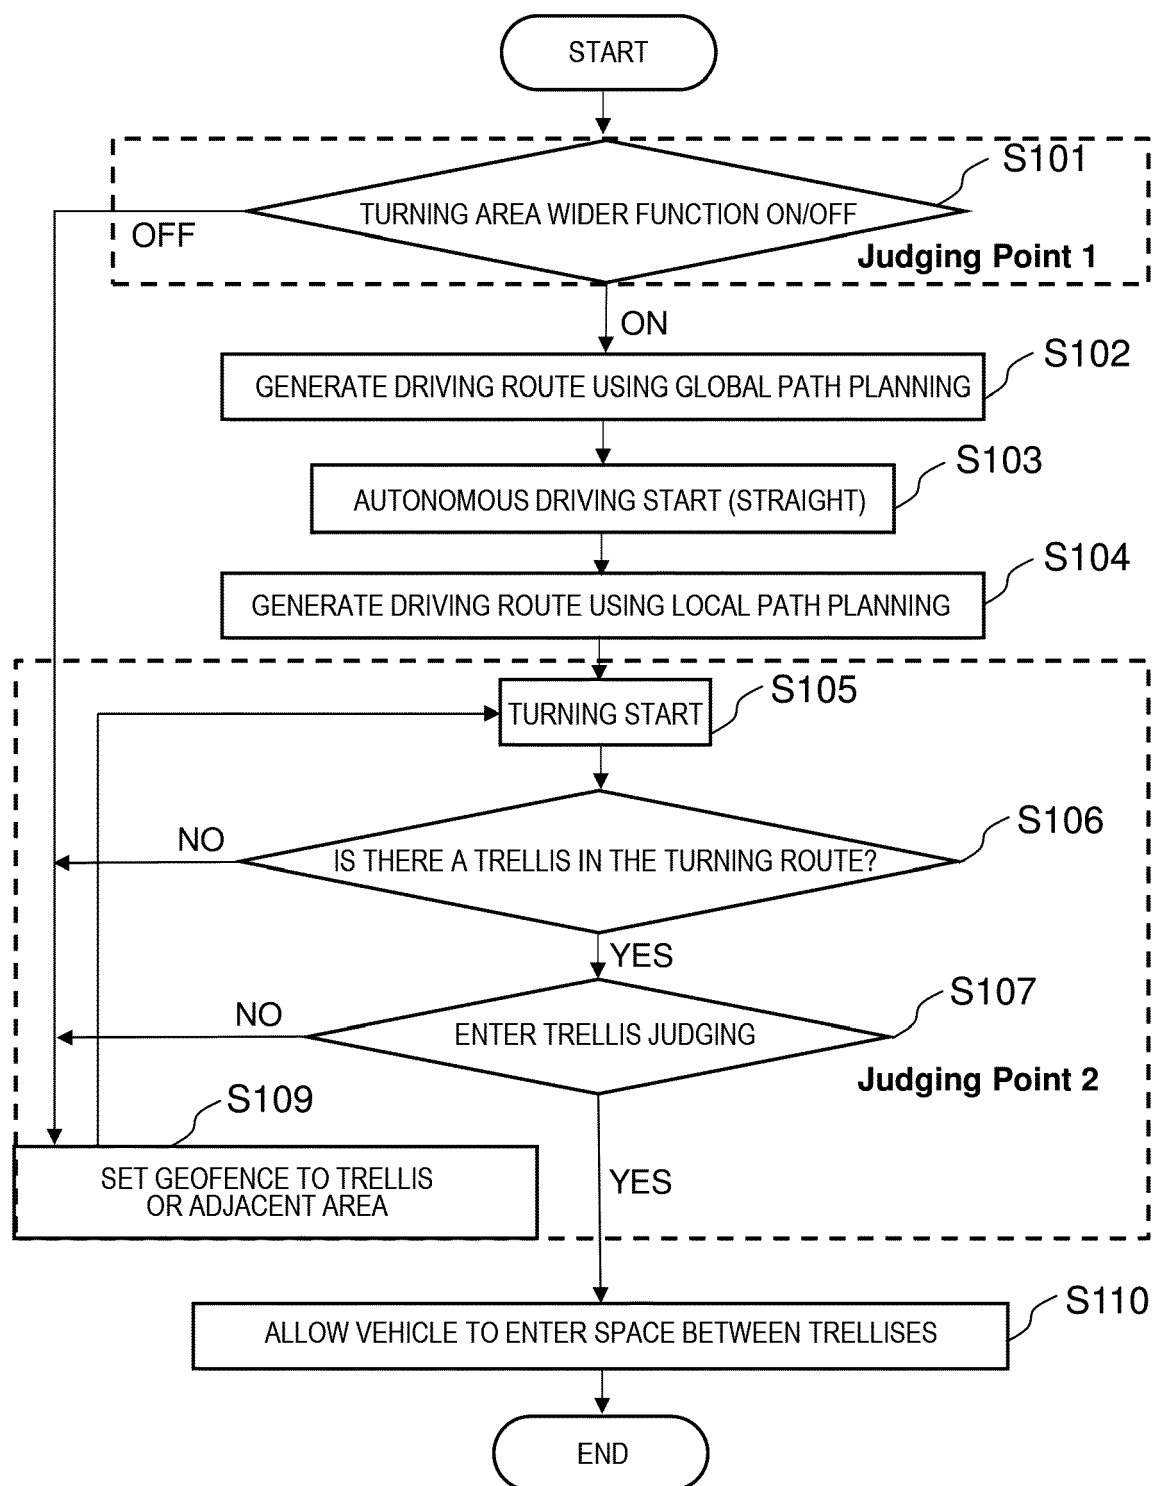 START
S101
TURNING AREA WIDER FUNCTION ON/OFF
OFF
Judging Point 1
ON
S102
GENERATE DRIVING ROUTE USING GLOBAL PATH PLANNING
S103
AUTONOMOUS DRIVING START (STRAIGHT)
S104
GENERATE DRIVING ROUTE USING LOCAL PATH PLANNING
S105
TURNING START
S106
NO
IS THERE A TRELLIS IN THE TURNING ROUTE?
YES
S107
NO
ENTER TRELLIS JUDGING
Judging Point 2
S109
SET GEOFENCE TO TRELLIS
OR ADJACENT AREA
YES
S110
ALLOW VEHICLE TO ENTER SPACE BETWEEN TRELLISES
END